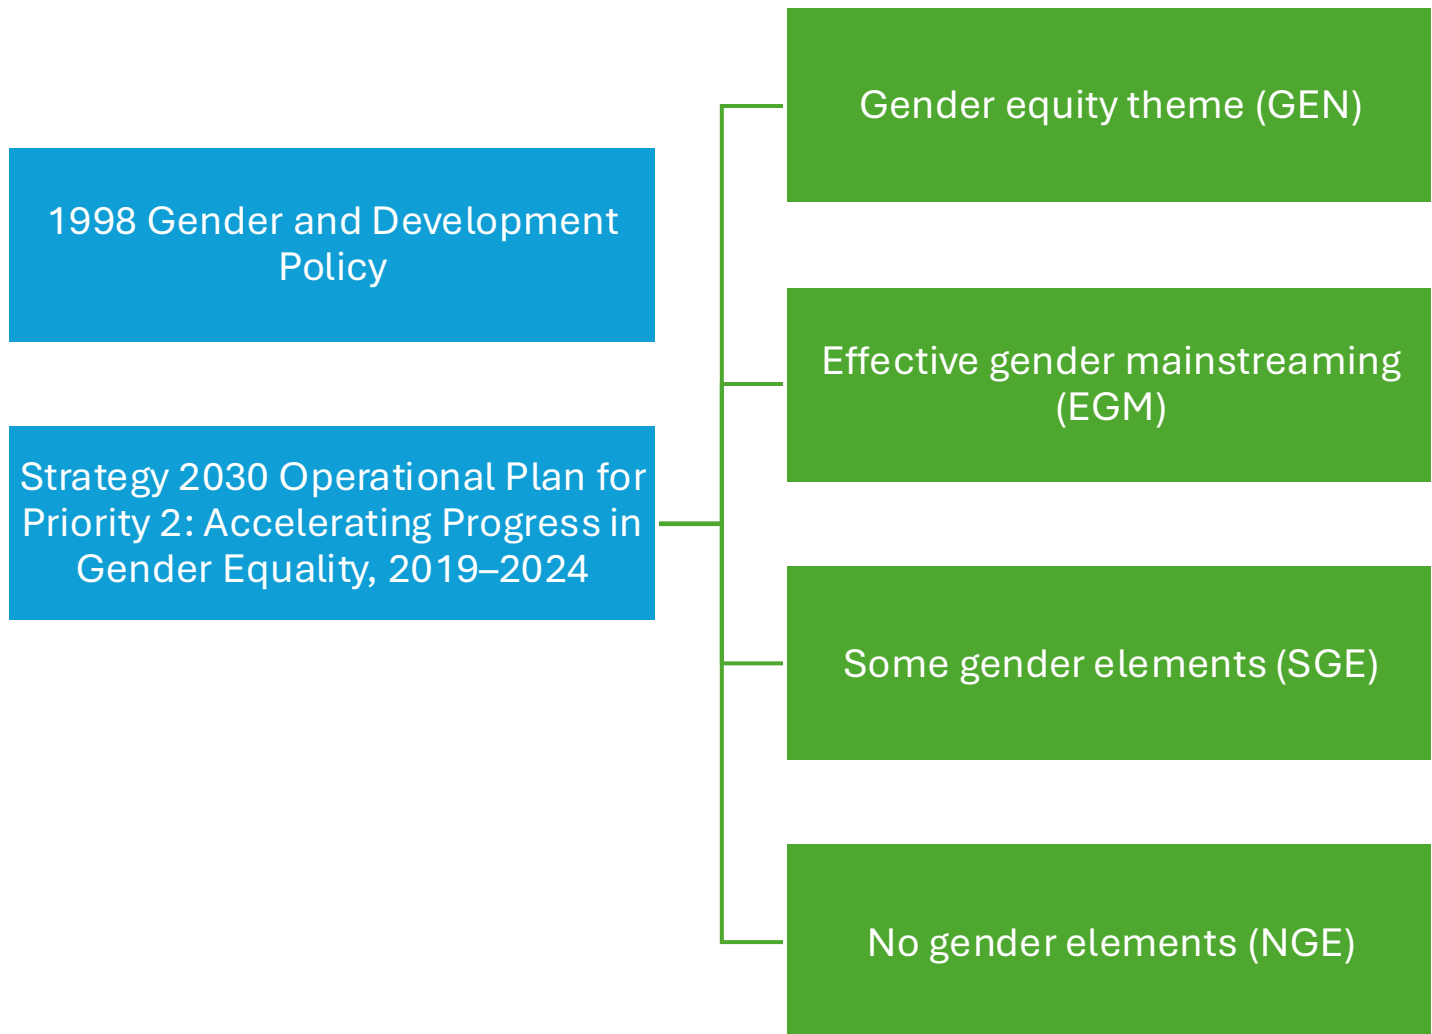 1998 Gender and Development
Policy
Strategy 2030 Operational Plan for
Priority 2: Accelerating Progress in
Gender Equality, 2019–2024
Gender equity theme (GEN)
Effective gender mainstreaming
(EGM)
Some gender elements (SGE)
No gender elements (NGE)